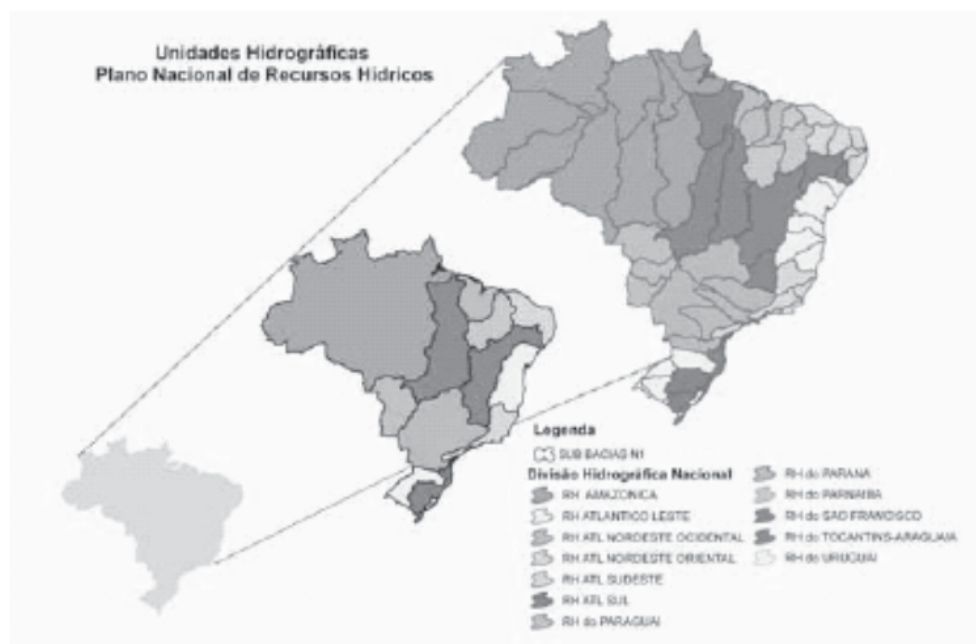 Unidades Hidrográficas
Plano Nacional de Recursos Hídricos
Legenda
SUB BACIAS N1
Divisão Hidrográfica Nacional
RH AMAZONICA
RH ATLANTICO LESTE
RH ATL NORDESTE OCIDENTAL
RH ATL NORDESTE ORIENTAL
RH ATL SUDESTE
RH ATL SUL
RH do PARAGUAI
RH do PARANA
RH do PARNAIBA
RH do SAO FRANCISCO
RH do TOCANTINS-ARAGUAIA
RH do URUGUAI